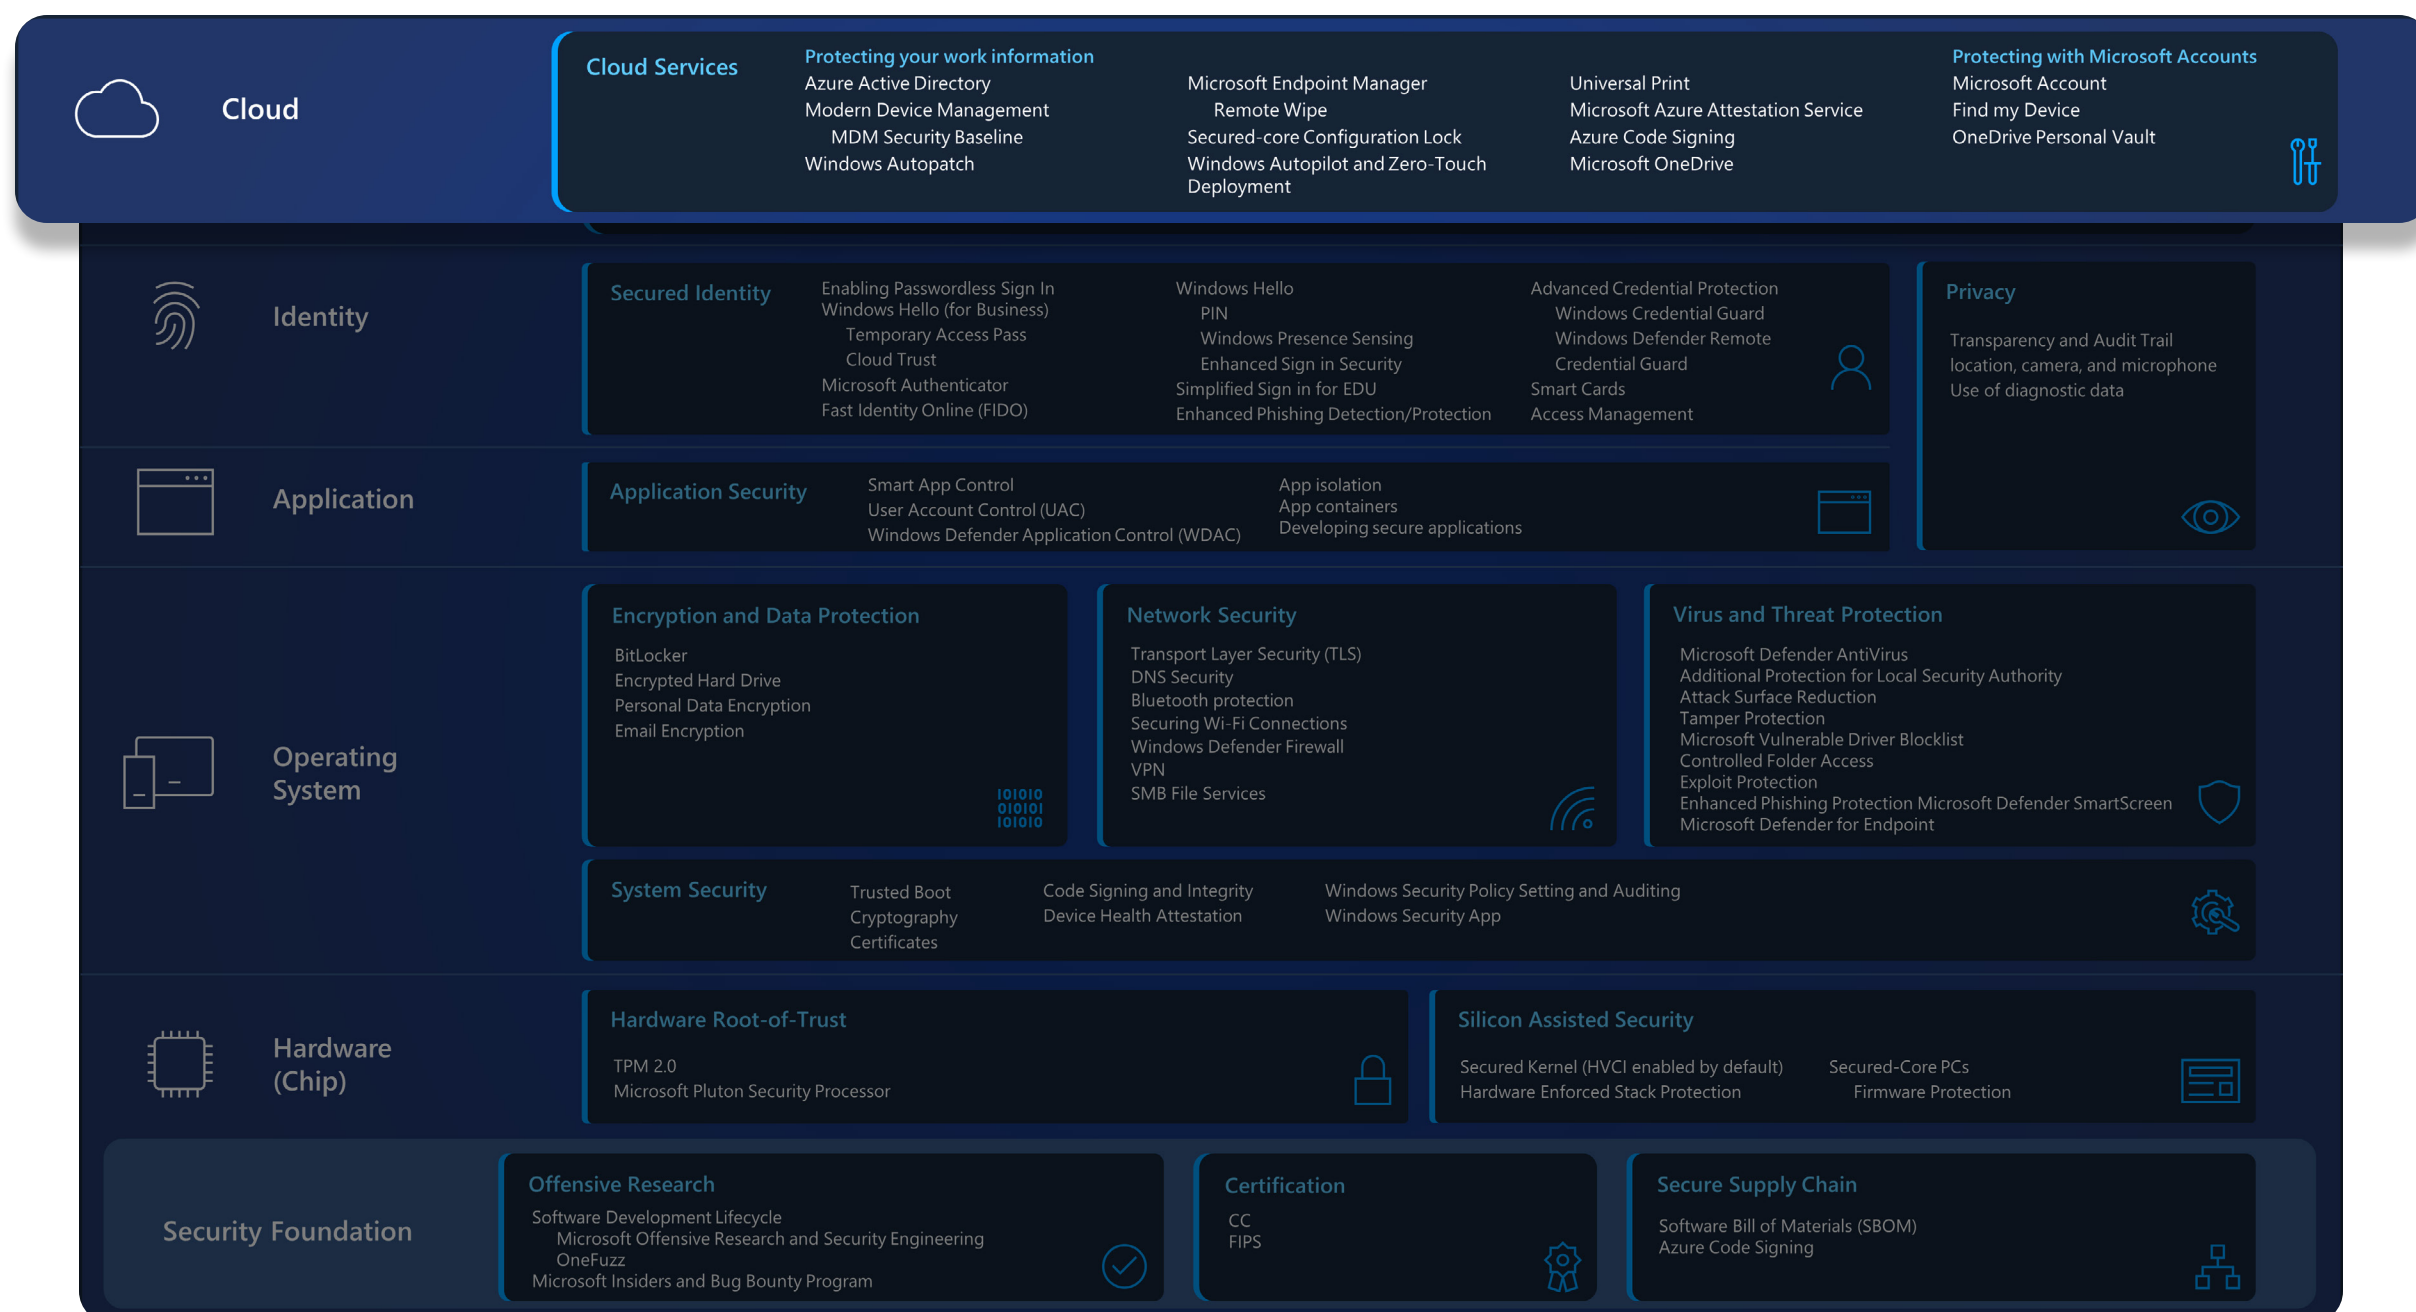 Cloud
Cloud Services
Protecting your work information
Azure Active Directory
Modern Device Management
MDM Security Baseline
Windows Autopatch
Microsoft Endpoint Manager
Remote Wipe
Secured-core Configuration Lock
Windows Autopilot and Zero-Touch
Deployment
Universal Print
Microsoft Azure Attestation Service
Azure Code Signing
Microsoft OneDrive
Protecting with Microsoft Accounts
Microsoft Account
Find my Device
OneDrive Personal Vault
Identity
Secured Identity
Enabling Passwordless Sign In
Windows Hello (for Business)
Temporary Access Pass
Cloud Trust
Microsoft Authenticator
Fast Identity Online (FIDO)
Windows Hello
PIN
Windows Presence Sensing
Enhanced Sign in Security
Simplified Sign in for EDU
Enhanced Phishing Detection/Protection
Advanced Credential Protection
Windows Credential Guard
Windows Defender Remote
Credential Guard
Smart Cards
Access Management
Privacy
Transparency and Audit Trail
location, camera, and microphone
Use of diagnostic data
Application
Application Security
Smart App Control
User Account Control (UAC)
Windows Defender Application Control (WDAC)
App isolation
App containers
Developing secure applications
Operating
System
Encryption and Data Protection
BitLocker
Encrypted Hard Drive
Personal Data Encryption
Email Encryption
101010
010101
101010
Network Security
Transport Layer Security (TLS)
DNS Security
Bluetooth protection
Securing Wi-Fi Connections
Windows Defender Firewall
VPN
SMB File Services
Virus and Threat Protection
Microsoft Defender AntiVirus
Additional Protection for Local Security Authority
Attack Surface Reduction
Tamper Protection
Microsoft Vulnerable Driver Blocklist
Controlled Folder Access
Exploit Protection
Enhanced Phishing Protection Microsoft Defender SmartScreen
Microsoft Defender for Endpoint
System Security
Trusted Boot
Cryptography
Certificates
Code Signing and Integrity
Device Health Attestation
Windows Security Policy Setting and Auditing
Windows Security App
Hardware
(Chip)
Hardware Root-of-Trust
TPM 2.0
Microsoft Pluton Security Processor
Silicon Assisted Security
Secured Kernel (HVCI enabled by default)
Hardware Enforced Stack Protection
Secured-Core PCs
Firmware Protection
Security Foundation
Offensive Research
Software Development Lifecycle
Microsoft Offensive Research and Security Engineering
OneFuzz
Microsoft Insiders and Bug Bounty Program
Certification
CC
FIPS
Secure Supply Chain
Software Bill of Materials (SBOM)
Azure Code Signing